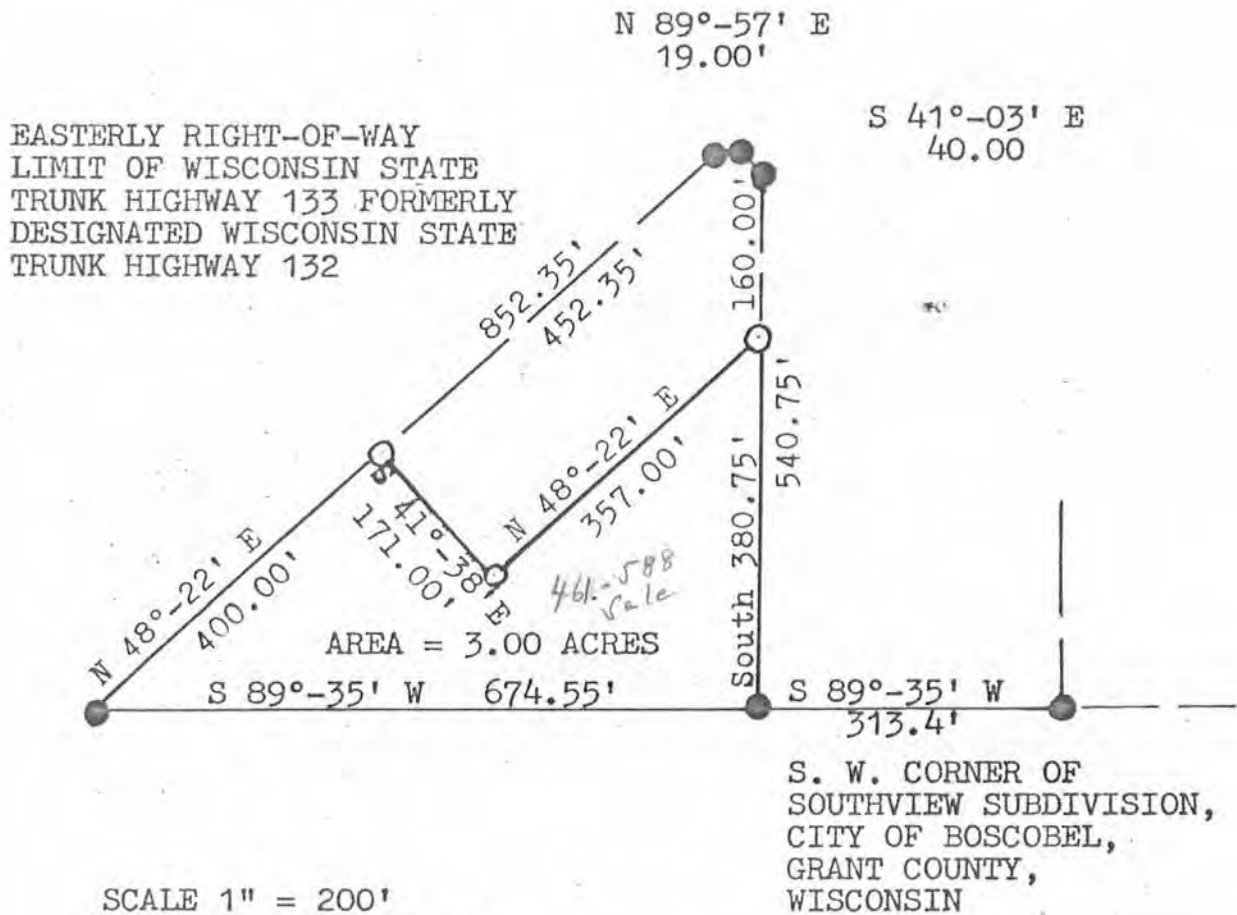 N 89°-57' E
19.00'
S 41°-03' E
40.00
EASTERLY RIGHT-OF-WAY
LIMIT OF WISCONSIN STATE
TRUNK HIGHWAY 133 FORMERLY
DESIGNATED WISCONSIN STATE
TRUNK HIGHWAY 132
852.35'
452.35'
160.00'
N 48°-22' E
400.00'
S 41°-38' E
171.00'
N 48°-22' E
357.00'
South 380.75'
540.75'
461-588
Sale
AREA = 3.00 ACRES
S 89°-35' W 674.55'
S 89°-35' W
313.4'
S. W. CORNER OF
SOUTHVIEW SUBDIVISION,
CITY OF BOSCOBEL,
GRANT COUNTY,
WISCONSIN
SCALE 1" = 200'